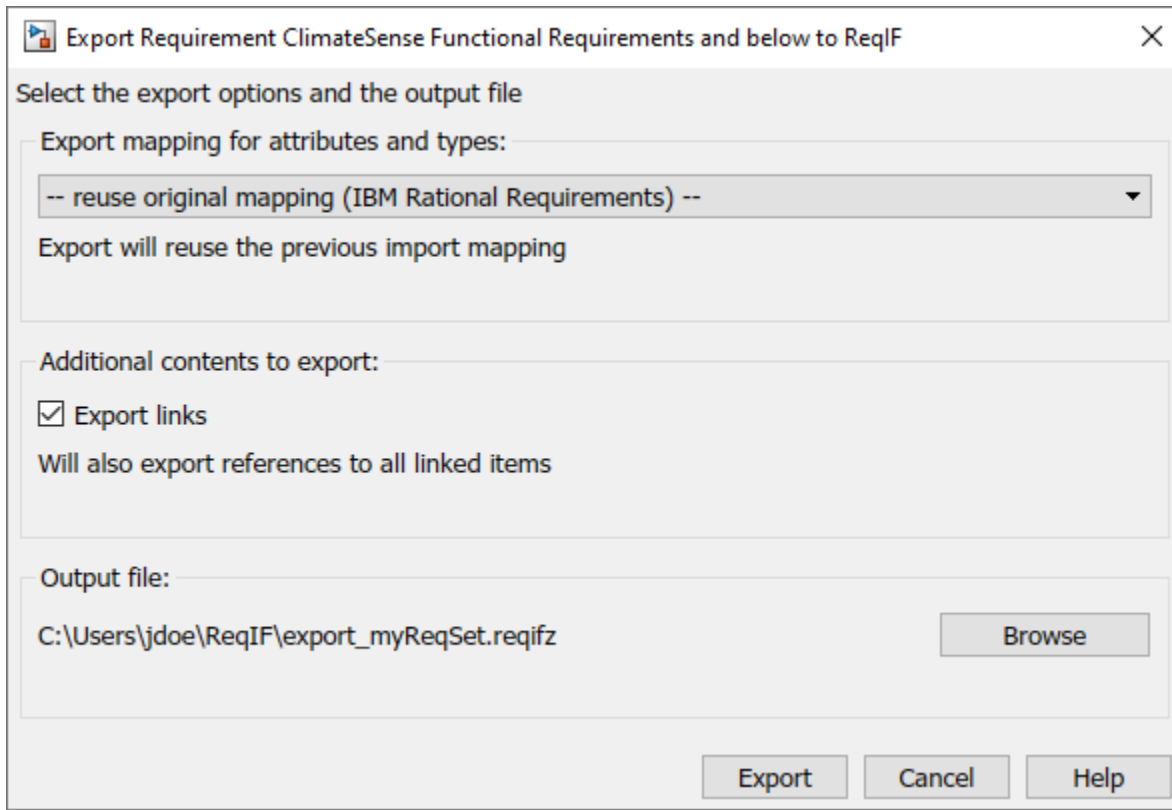 Export Requirement ClimateSense Functional Requirements and below to ReqIF
Select the export options and the output file
Export mapping for attributes and types:
-- reuse original mapping (IBM Rational Requirements) --
Export will reuse the previous import mapping
Additional contents to export:
Export links
Will also export references to all linked items
Output file:
C:\Users\jdoe\ReqIF\export_myReqSet.reqifz Browse
Export Cancel Help